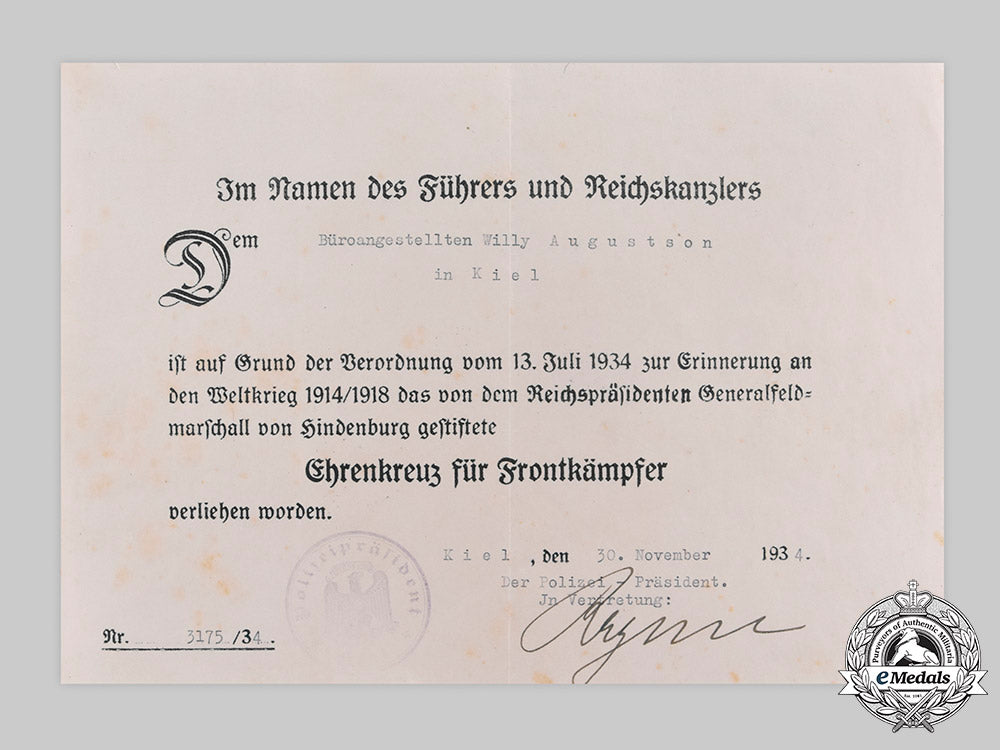 Im Namen des Führers und Reichskanzlers
Dem Büroangestellten Willy Augustson
in Kiel
ist auf Grund der Verordnung vom 13. Juli 1934 zur Erinnerung an
den Weltkrieg 1914/1918 das von dem Reichspräsidenten Generalfeld=
marschall von Hindenburg gestiftete
Ehrenkreuz für Frontkämpfer
verliehen worden.
Kiel, den 30. November 1934.
Der Polizei - Präsident.
Jn Vertretung:
Polizeipräsident
Nr. 3175/34.
Purveyors of Authentic Militaria
eMedals